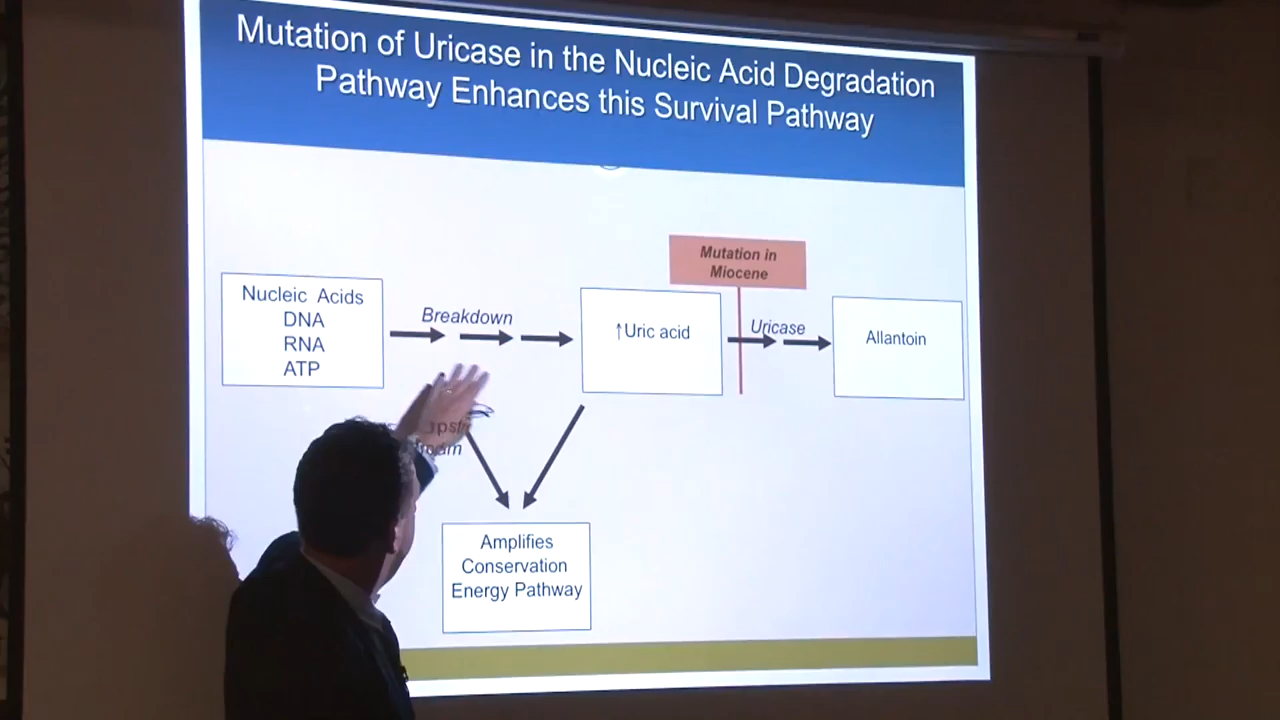 Mutation of Uricase in the Nucleic Acid Degradation
Pathway Enhances this Survival Pathway
Mutation in
Miocene
Nucleic Acids
DNA
RNA
ATP
Breakdown
↑Uric acid
Uricase
Allantoin
Amplifies
Conservation
Energy Pathway